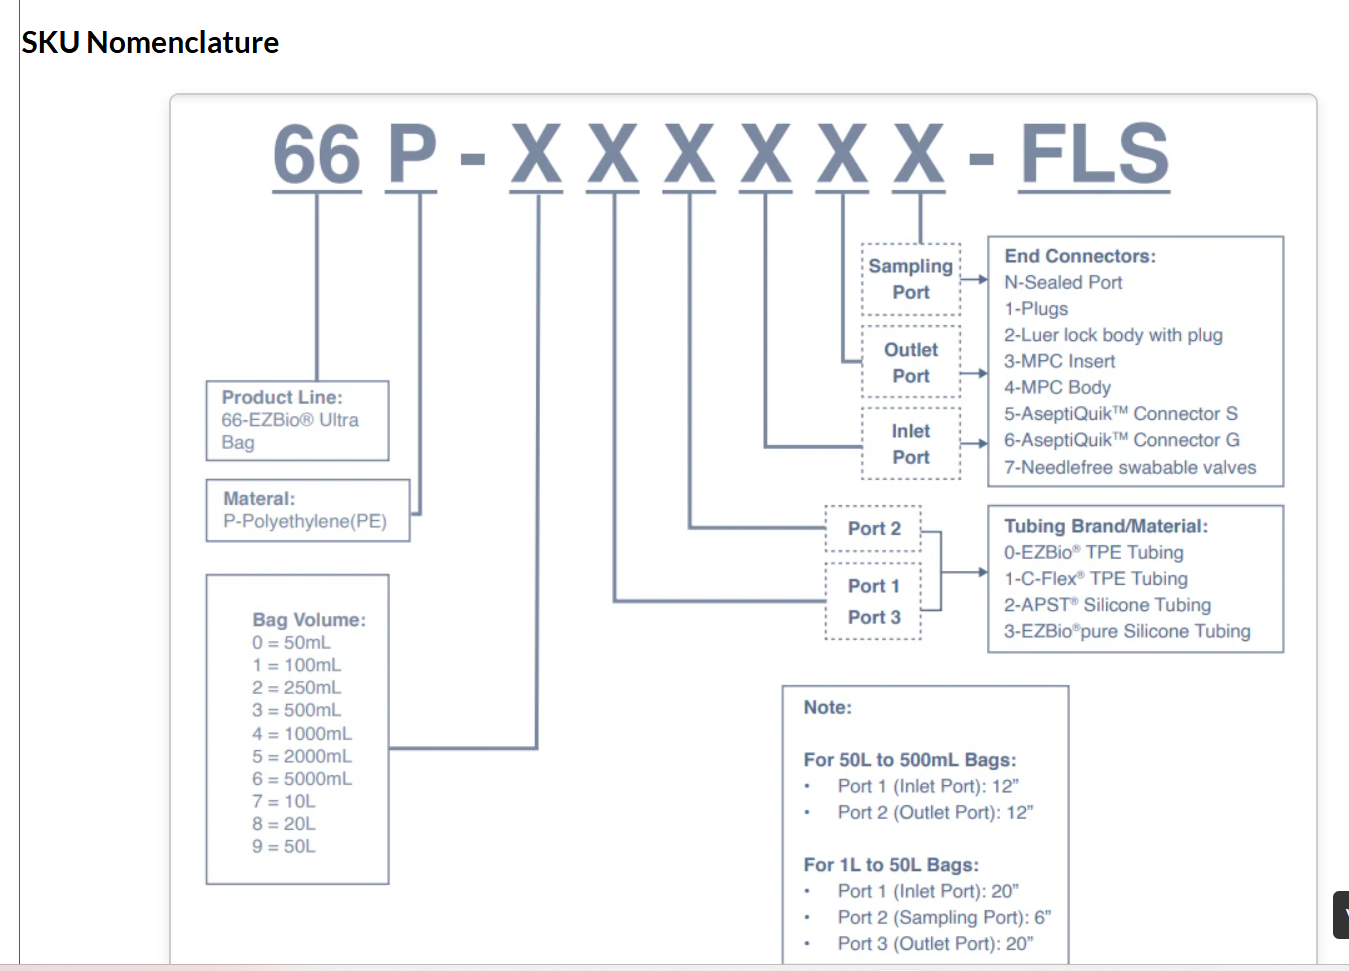 SKU Nomenclature
66 P - X X X X X X - FLS
Sampling
Port
Outlet
Port
Inlet
Port
End Connectors:
N-Sealed Port
1-Plugs
2-Luer lock body with plug
3-MPC Insert
4-MPC Body
5-AseptiQuik™ Connector S
6-AseptiQuik™ Connector G
7-Needlefree swabable valves
Product Line:
66-EZBio® Ultra
Bag
Materal:
P-Polyethylene(PE)
Port 2
Port 1
Port 3
Tubing Brand/Material:
0-EZBio® TPE Tubing
1-C-Flex® TPE Tubing
2-APST® Silicone Tubing
3-EZBio®pure Silicone Tubing
Bag Volume:
0 = 50mL
1 = 100mL
2 = 250mL
3 = 500mL
4 = 1000mL
5 = 2000mL
6 = 5000mL
7 = 10L
8 = 20L
9 = 50L
Note:
For 50L to 500mL Bags:
• Port 1 (Inlet Port): 12”
• Port 2 (Outlet Port): 12”
For 1L to 50L Bags:
• Port 1 (Inlet Port): 20”
• Port 2 (Sampling Port): 6”
• Port 3 (Outlet Port): 20”